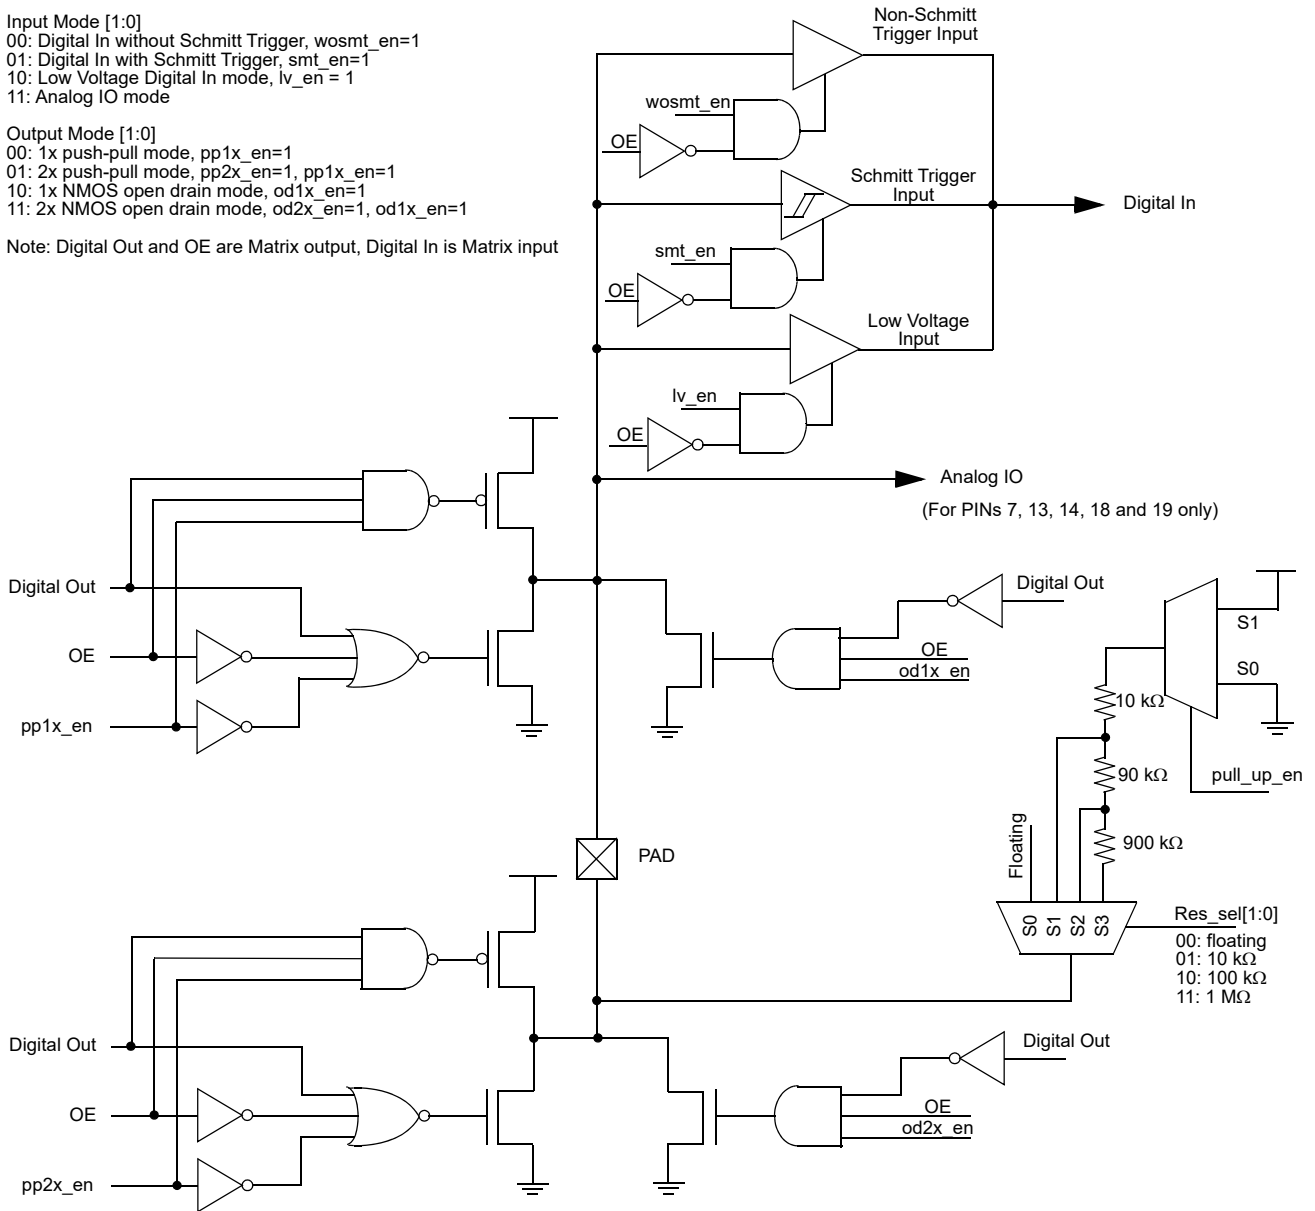 Input Mode [1:0]
00: Digital In without Schmitt Trigger, wosmt_en=1
01: Digital In with Schmitt Trigger, smt_en=1
10: Low Voltage Digital In mode, lv_en = 1
11: Analog IO mode
Output Mode [1:0]
00: 1x push-pull mode, pp1x_en=1
01: 2x push-pull mode, pp2x_en=1, pp1x_en=1
10: 1x NMOS open drain mode, od1x_en=1
11: 2x NMOS open drain mode, od2x_en=1, od1x_en=1
Note: Digital Out and OE are Matrix output, Digital In is Matrix input
Non-Schmitt
Trigger Input
wosmt_en
OE
Schmitt Trigger
Input
Digital In
smt_en
OE
Low Voltage
Input
lv_en
OE
Analog IO
(For PINs 7, 13, 14, 18 and 19 only)
Digital Out
OE
pp1x_en
Digital Out
OE
od1x_en
S1
S0
10 kΩ
90 kΩ
pull_up_en
900 kΩ
Floating
S0
S1
S2
S3
Res_sel[1:0]
00: floating
01: 10 kΩ
10: 100 kΩ
11: 1 MΩ
PAD
Digital Out
OE
pp2x_en
Digital Out
OE
od2x_en